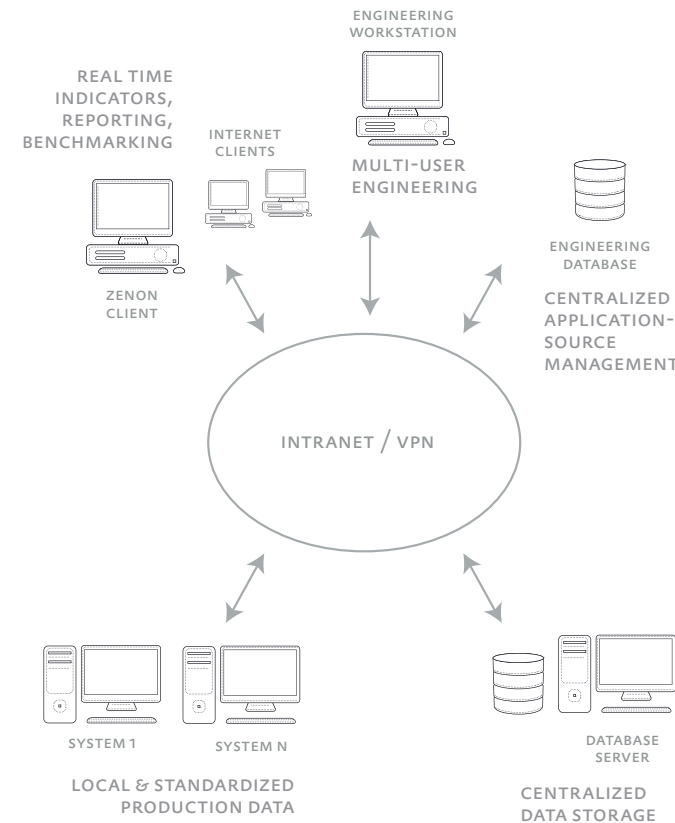 ENGINEERING
WORKSTATION
REAL TIME
INDICATORS,
REPORTING,
BENCHMARKING
INTERNET
CLIENTS
MULTI-USER
ENGINEERING
ZENON
CLIENT
ENGINEERING
DATABASE
CENTRALIZED
APPLICATION-
SOURCE
MANAGEMENT
INTRANET / VPN
SYSTEM 1
SYSTEM N
LOCAL & STANDARDIZED
PRODUCTION DATA
DATABASE
SERVER
CENTRALIZED
DATA STORAGE